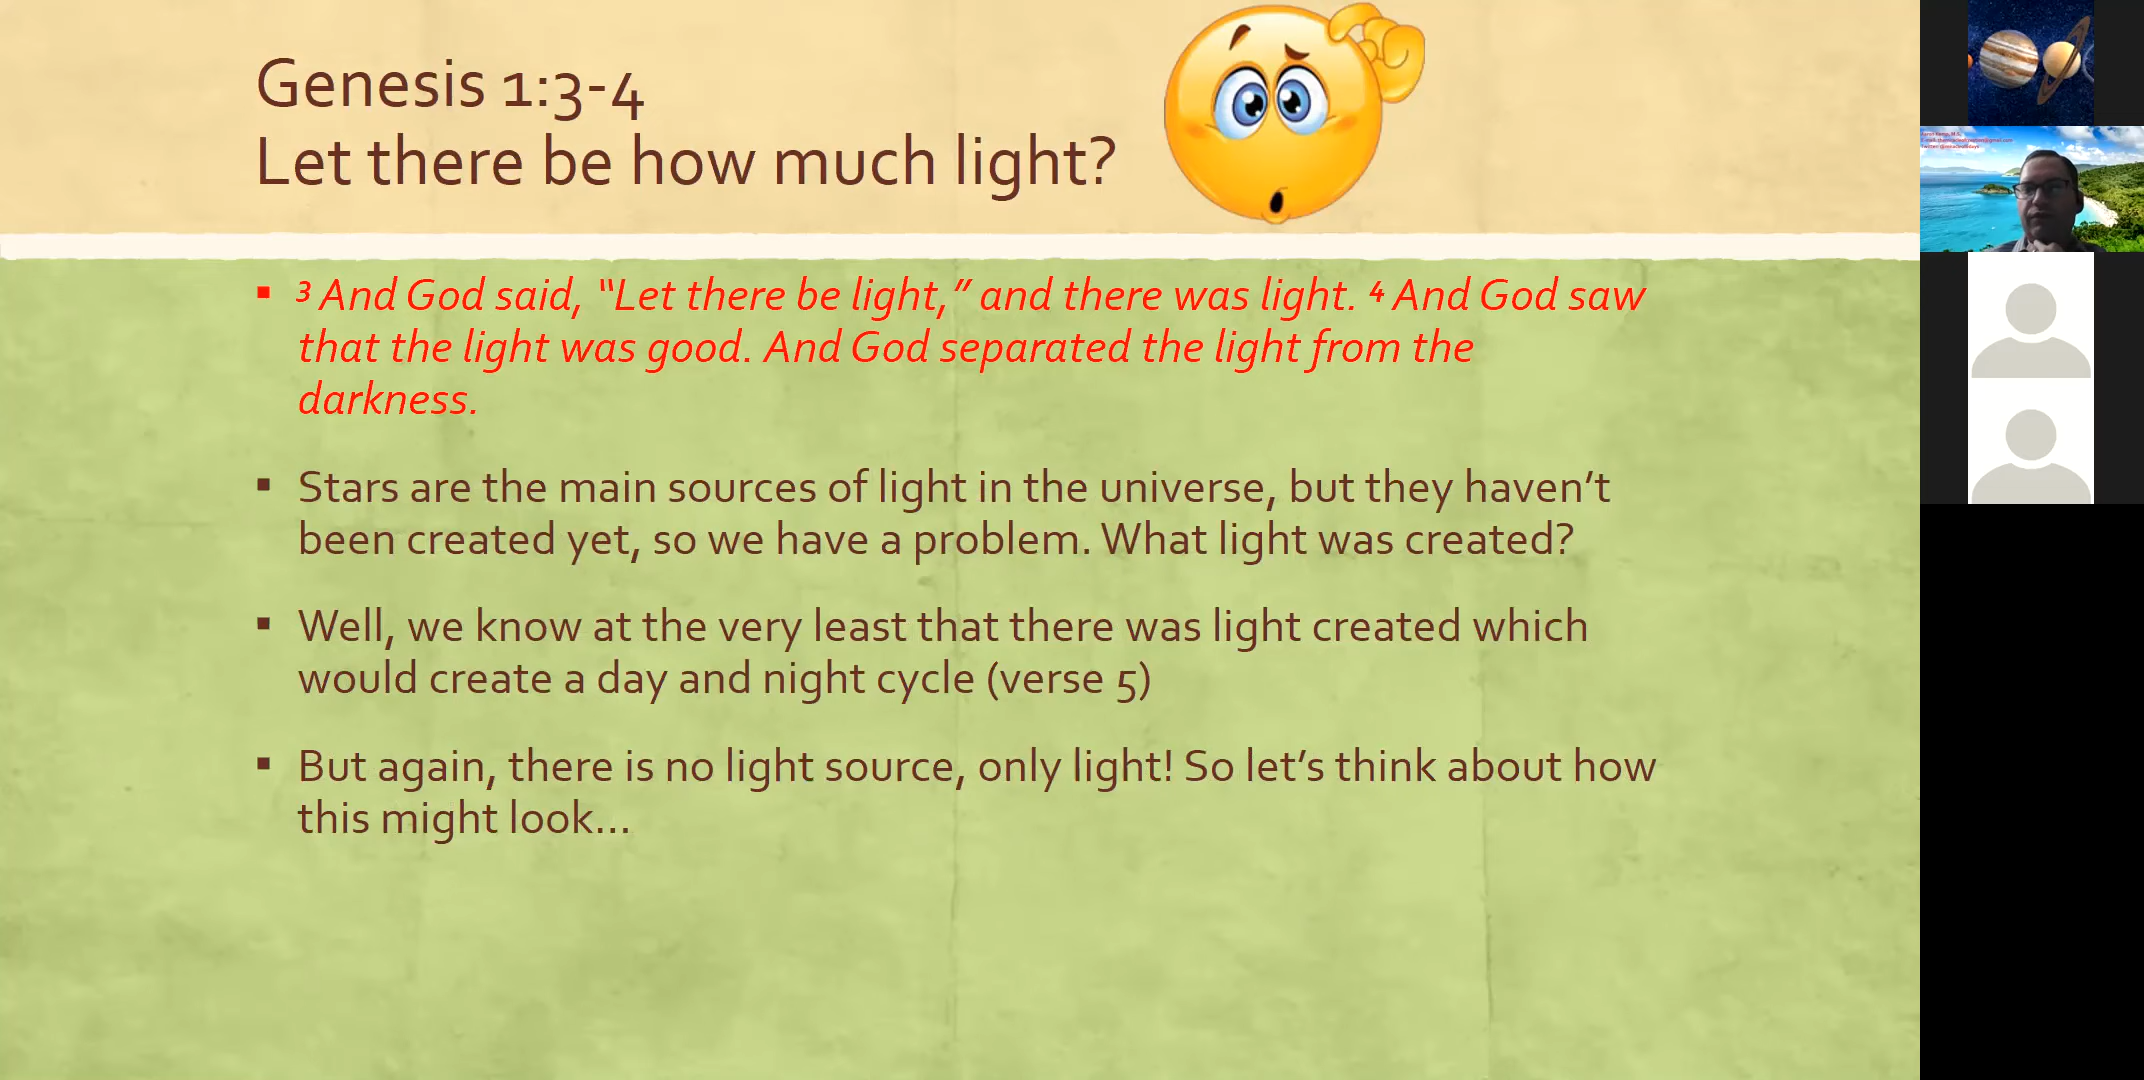 Genesis 1:3-4
Let there be how much light?
▪ ³ And God said, “Let there be light,” and there was light. ⁴ And God saw
that the light was good. And God separated the light from the
darkness.
▪ Stars are the main sources of light in the universe, but they haven’t
been created yet, so we have a problem. What light was created?
▪ Well, we know at the very least that there was light created which
would create a day and night cycle (verse 5)
▪ But again, there is no light source, only light! So let’s think about how
this might look…